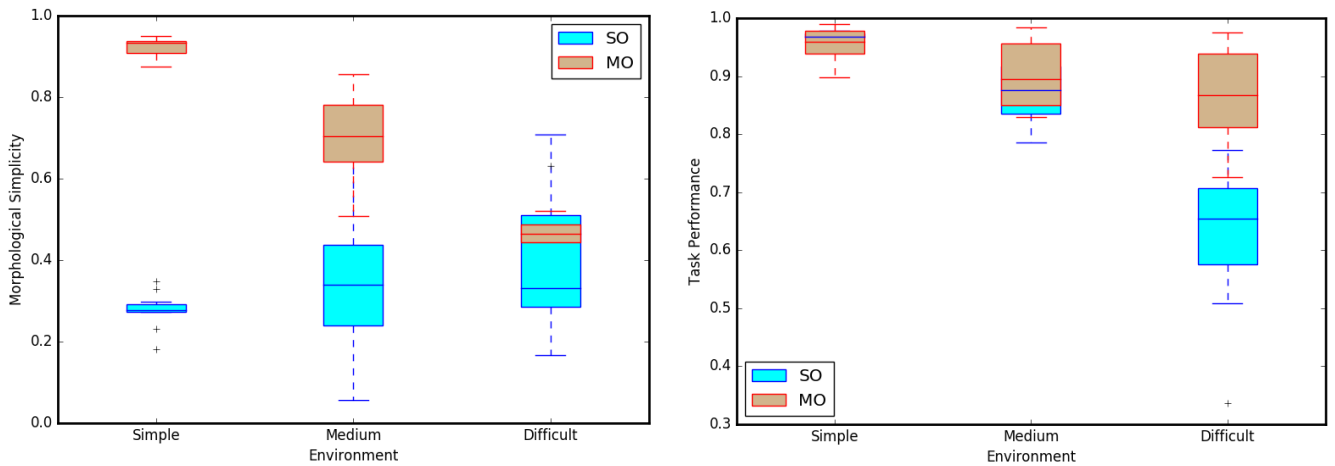 1.0
0.8
0.6
0.4
0.2
0.0
Morphological Simplicity
SO
MO
Simple
Medium
Difficult
Environment
1.0
0.9
0.8
0.7
0.6
0.5
0.4
0.3
Task Performance
SO
MO
Simple
Medium
Difficult
Environment